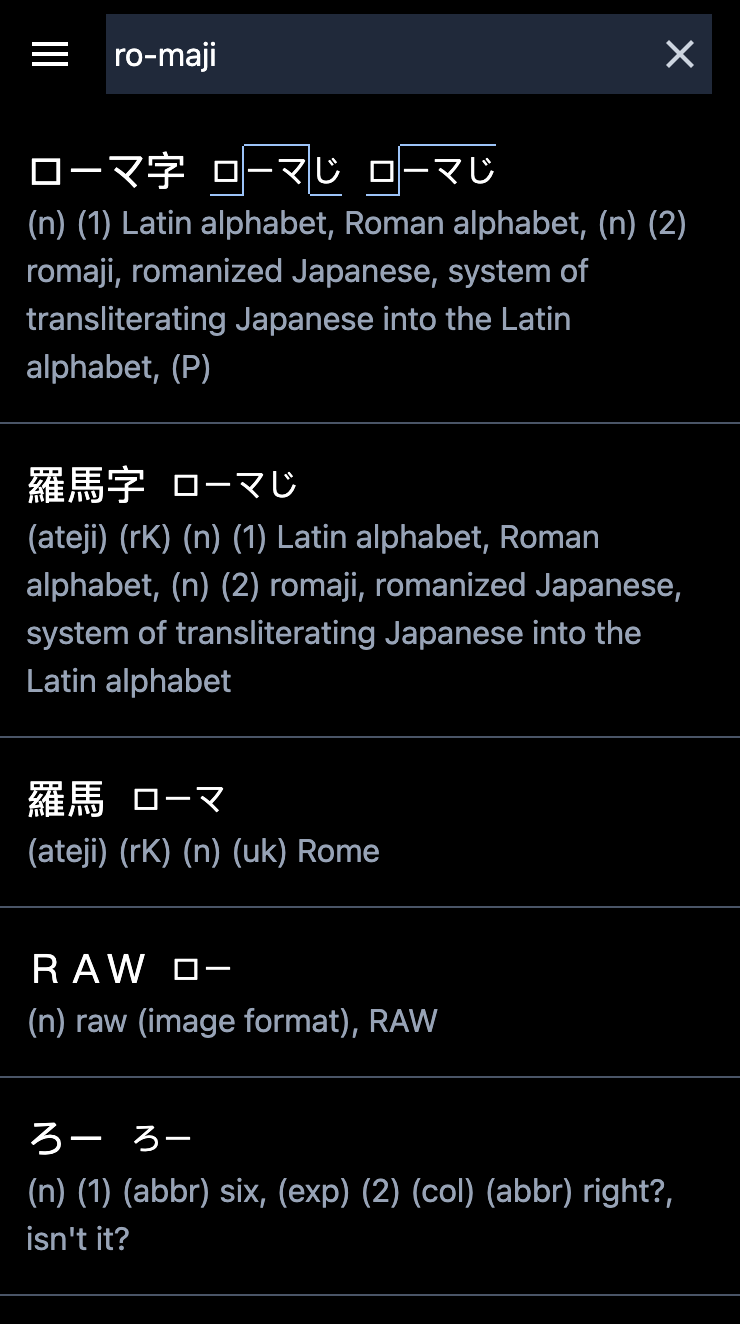 ro-maji
ローマ字 ローマじ ローマじ
(n) (1) Latin alphabet, Roman alphabet, (n) (2)
romaji, romanized Japanese, system of
transliterating Japanese into the Latin
alphabet, (P)
羅馬字 ローマじ
(ateji) (rK) (n) (1) Latin alphabet, Roman
alphabet, (n) (2) romaji, romanized Japanese,
system of transliterating Japanese into the
Latin alphabet
羅馬 ローマ
(ateji) (rK) (n) (uk) Rome
ＲＡＷ ロー
(n) raw (image format), RAW
ろー ろー
(n) (1) (abbr) six, (exp) (2) (col) (abbr) right?,
isn't it?